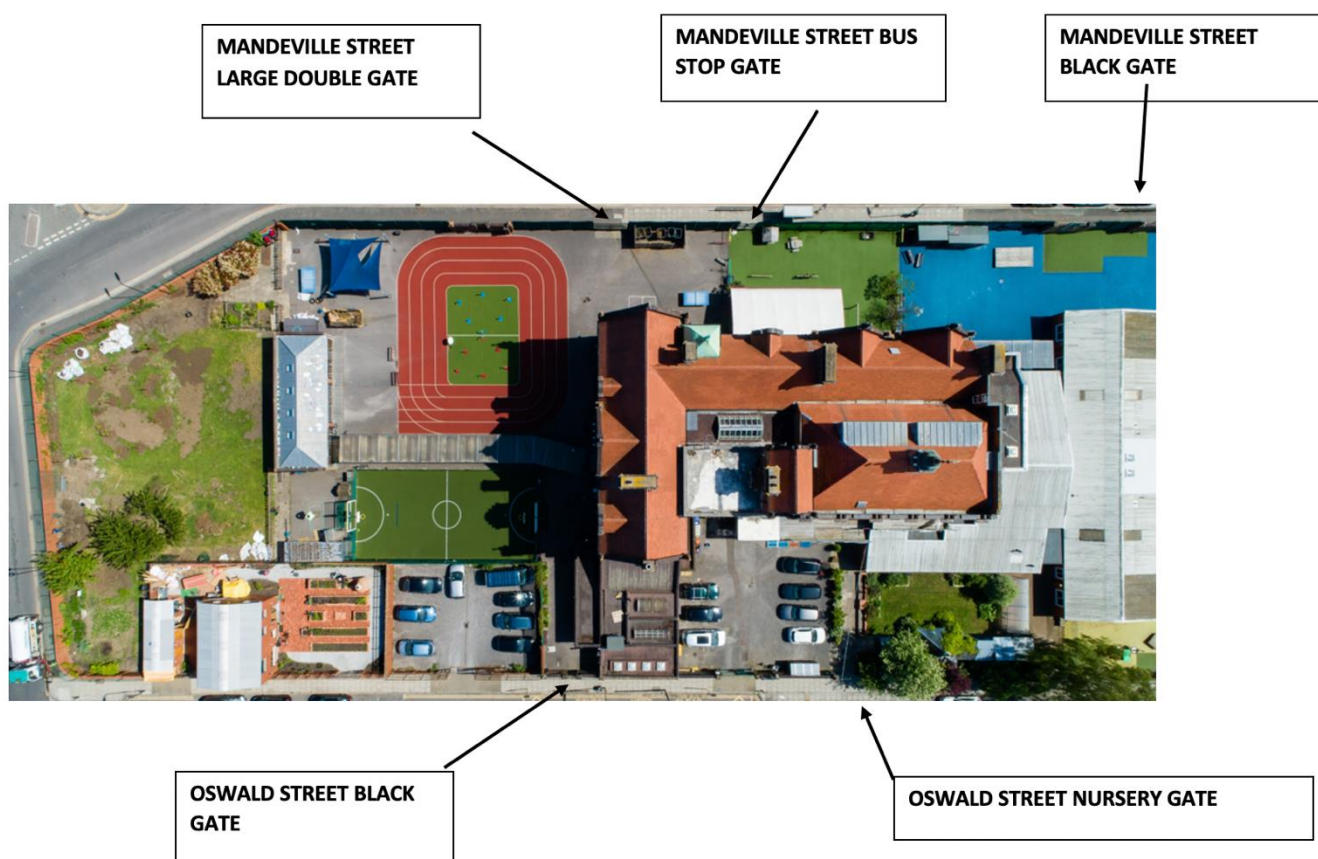 MANDEVILLE STREET
LARGE DOUBLE GATE
MANDEVILLE STREET BUS
STOP GATE
MANDEVILLE STREET
BLACK GATE
OSWALD STREET BLACK
GATE
OSWALD STREET NURSERY GATE